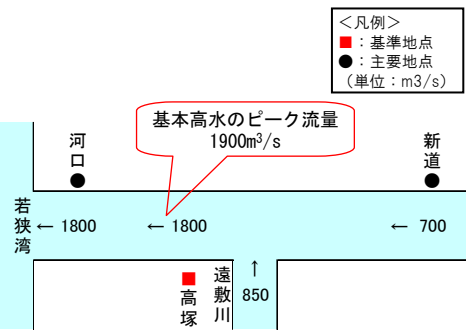 <凡例>
■：基準地点
●：主要地点
(単位：m3/s)
基本高水のピーク流量
1900m³/s
河口
●
新道
●
若狭湾
← 1800
← 1800
← 700
■
高塚
遠敷川
↑
850